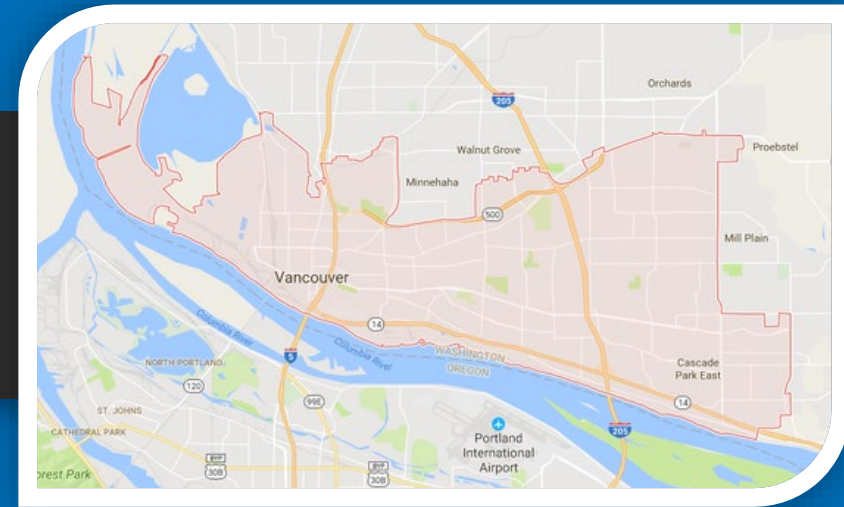 Orchards
205
Walnut Grove
Proebstel
Minnehaha
500
Mill Plain
Vancouver
14
Columbia River
Columbia River
5
WASHINGTON
OREGON
NORTH PORTLAND
Cascade
Park East
120
99E
14
ST. JOHNS
205
CATHEDRAL PARK
Portland
International
Airport
BYP
30B
BYP
30B
orest Park